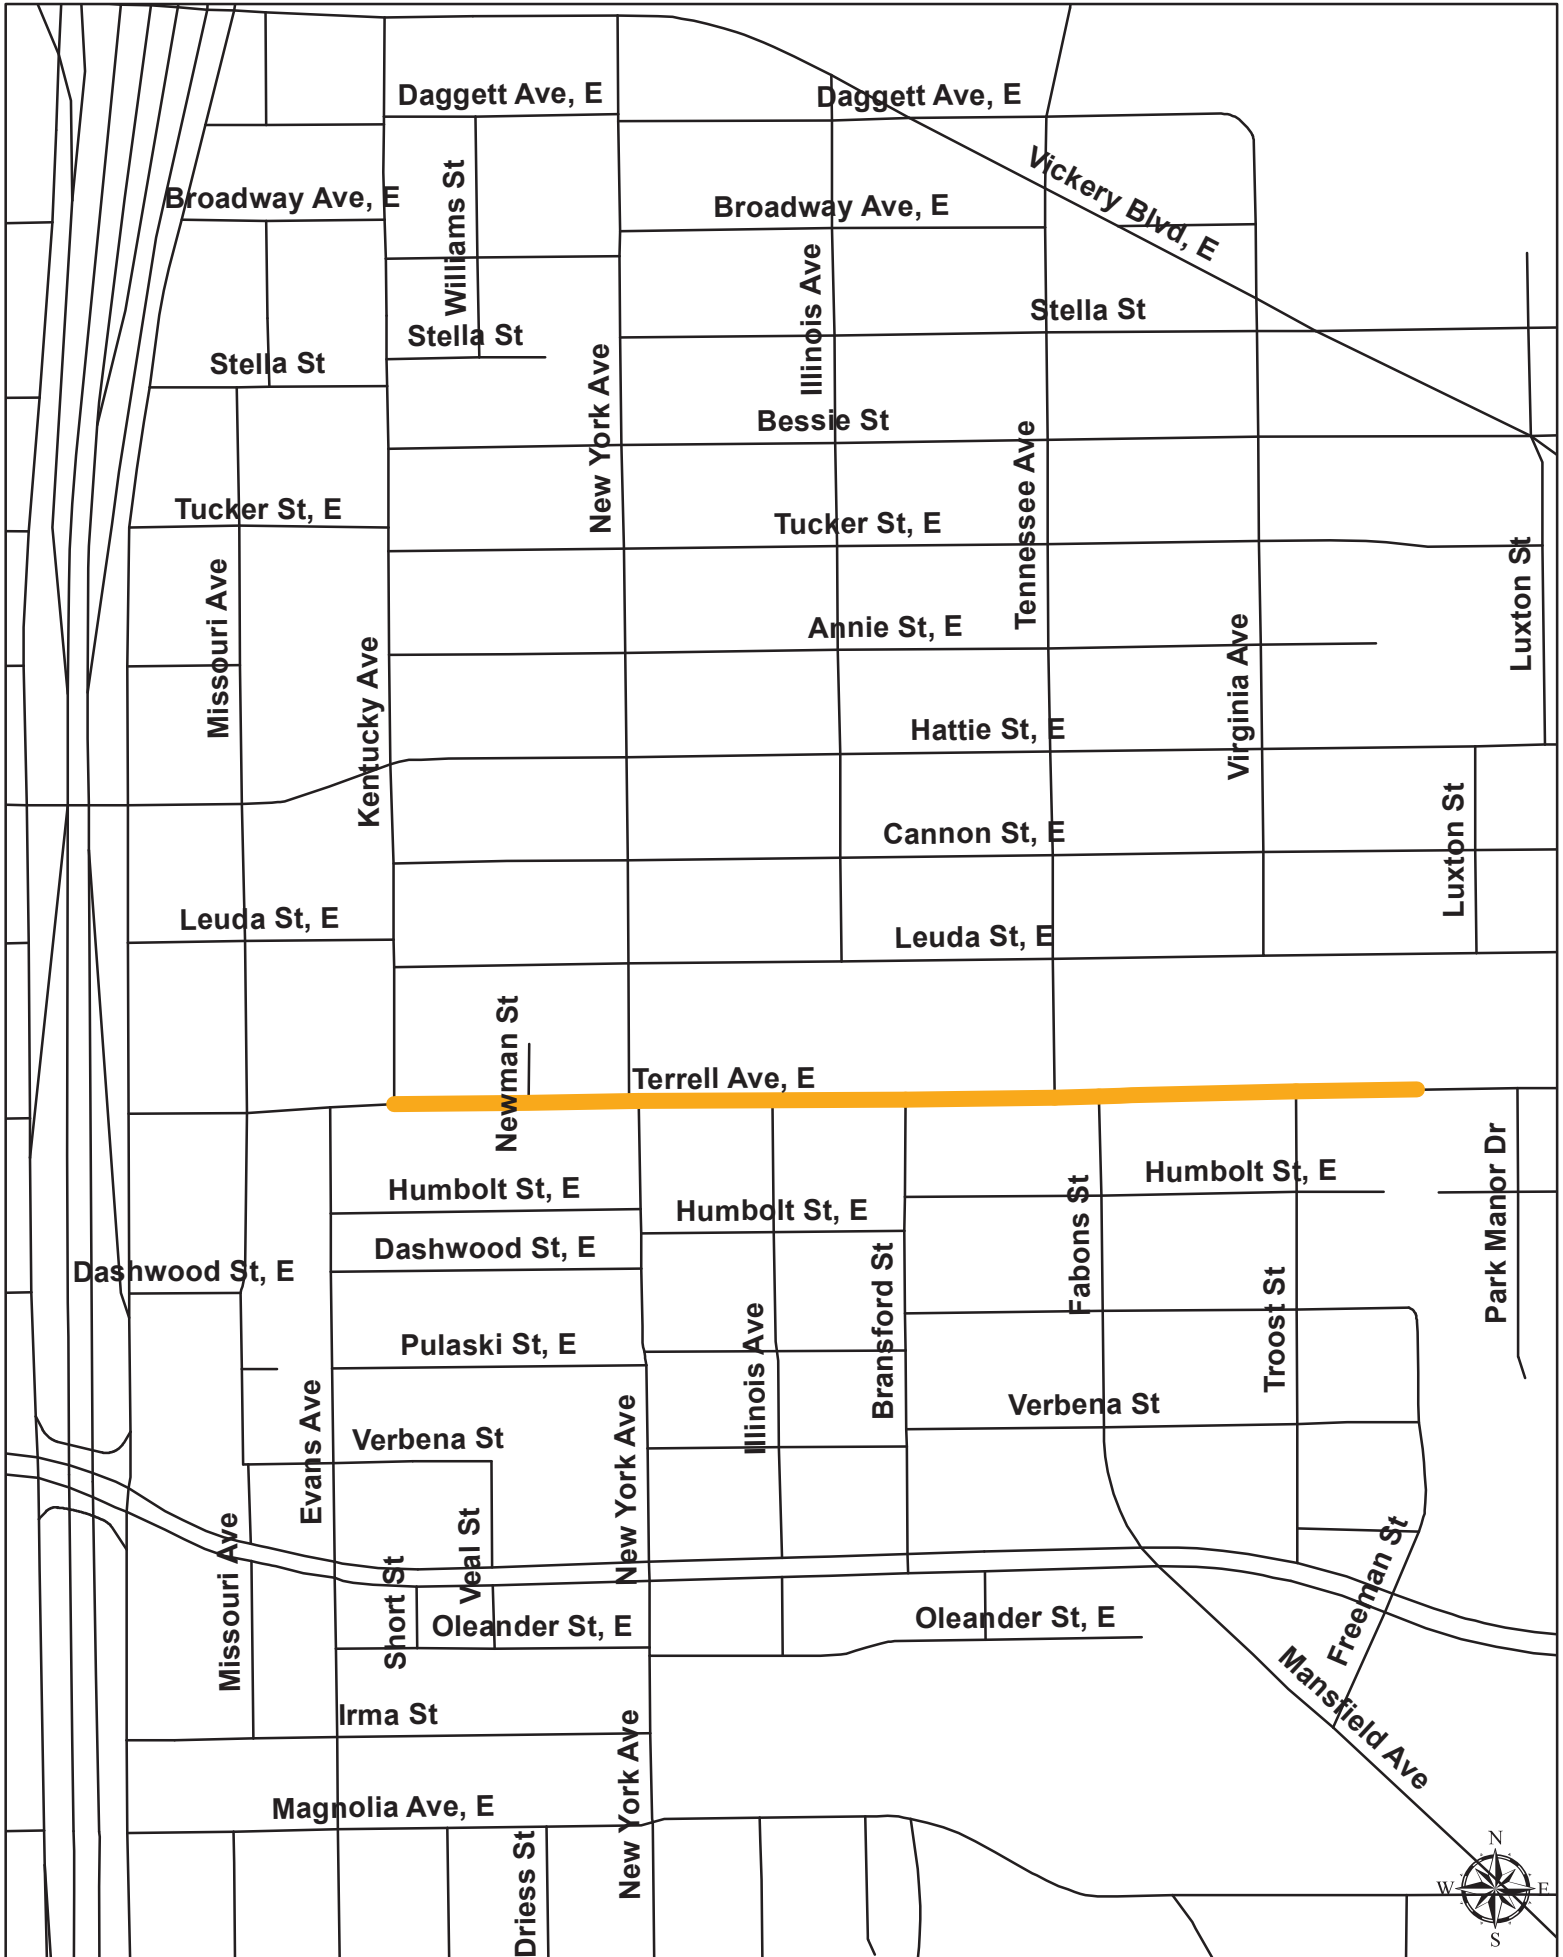 Daggett Ave, E
Daggett Ave, E
Vickery Blvd, E
Broadway Ave, E
Williams St
Broadway Ave, E
Illinois Ave
Stella St
Stella St
Stella St
New York Ave
Bessie St
Tennessee Ave
Tucker St, E
Tucker St, E
Luxton St
Missouri Ave
Annie St, E
Virginia Ave
Kentucky Ave
Hattie St, E
Cannon St, E
Luxton St
Leuda St, E
Leuda St, E
Newman St
Terrell Ave, E
Humbolt St, E
Humbolt St, E
Humbolt St, E
Park Manor Dr
Fabons St
Dashwood St, E
Dashwood St, E
Bransford St
Troost St
Pulaski St, E
Illinois Ave
Evans Ave
Verbena St
Verbena St
New York Ave
Missouri Ave
Short St
Veal St
Freeman St
Oleander St, E
Oleander St, E
Mansfield Ave
Irma St
New York Ave
Magnolia Ave, E
Driess St
N
W E
S